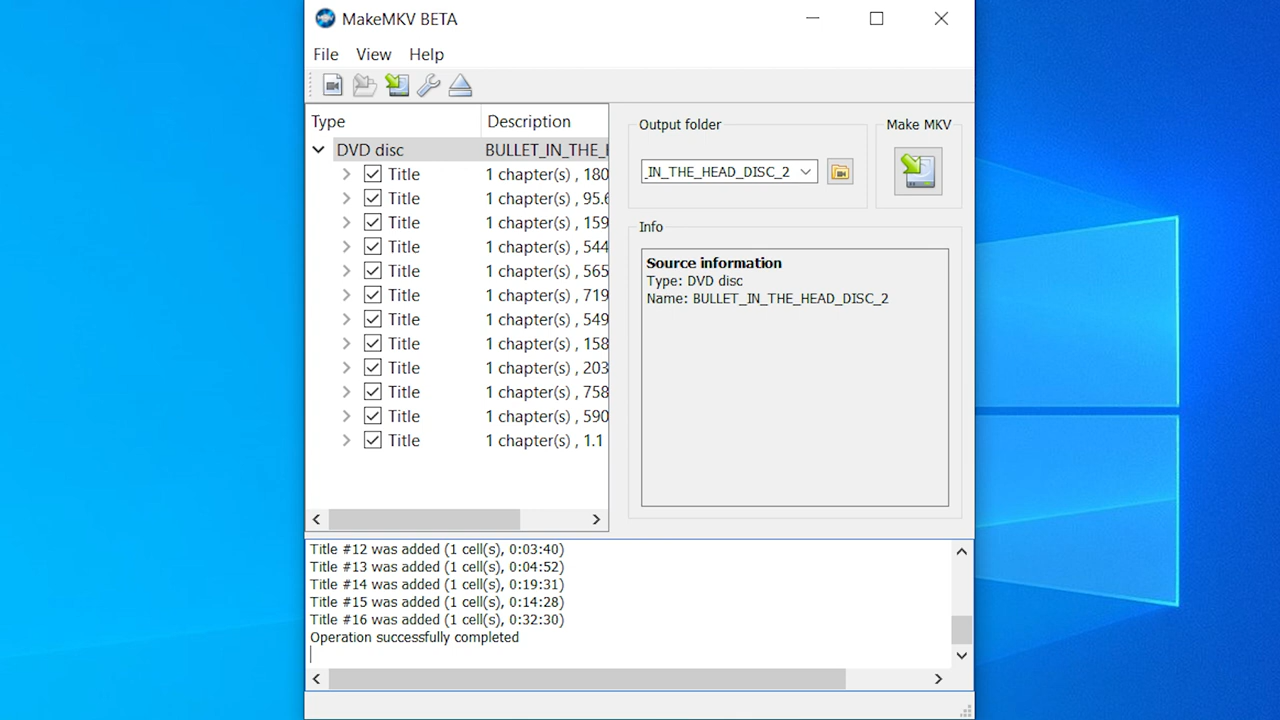 MakeMKV BETA
File View Help
Type Description
DVD disc BULLET_IN_THE_
Title 1 chapter(s) , 180
Title 1 chapter(s) , 95.6
Title 1 chapter(s) , 159
Title 1 chapter(s) , 544
Title 1 chapter(s) , 565
Title 1 chapter(s) , 719
Title 1 chapter(s) , 549
Title 1 chapter(s) , 158
Title 1 chapter(s) , 203
Title 1 chapter(s) , 758
Title 1 chapter(s) , 590
Title 1 chapter(s) , 1.1
Output folder
_IN_THE_HEAD_DISC_2
Make MKV
Info
Source information
Type: DVD disc
Name: BULLET_IN_THE_HEAD_DISC_2
Title #12 was added (1 cell(s), 0:03:40)
Title #13 was added (1 cell(s), 0:04:52)
Title #14 was added (1 cell(s), 0:19:31)
Title #15 was added (1 cell(s), 0:14:28)
Title #16 was added (1 cell(s), 0:32:30)
Operation successfully completed